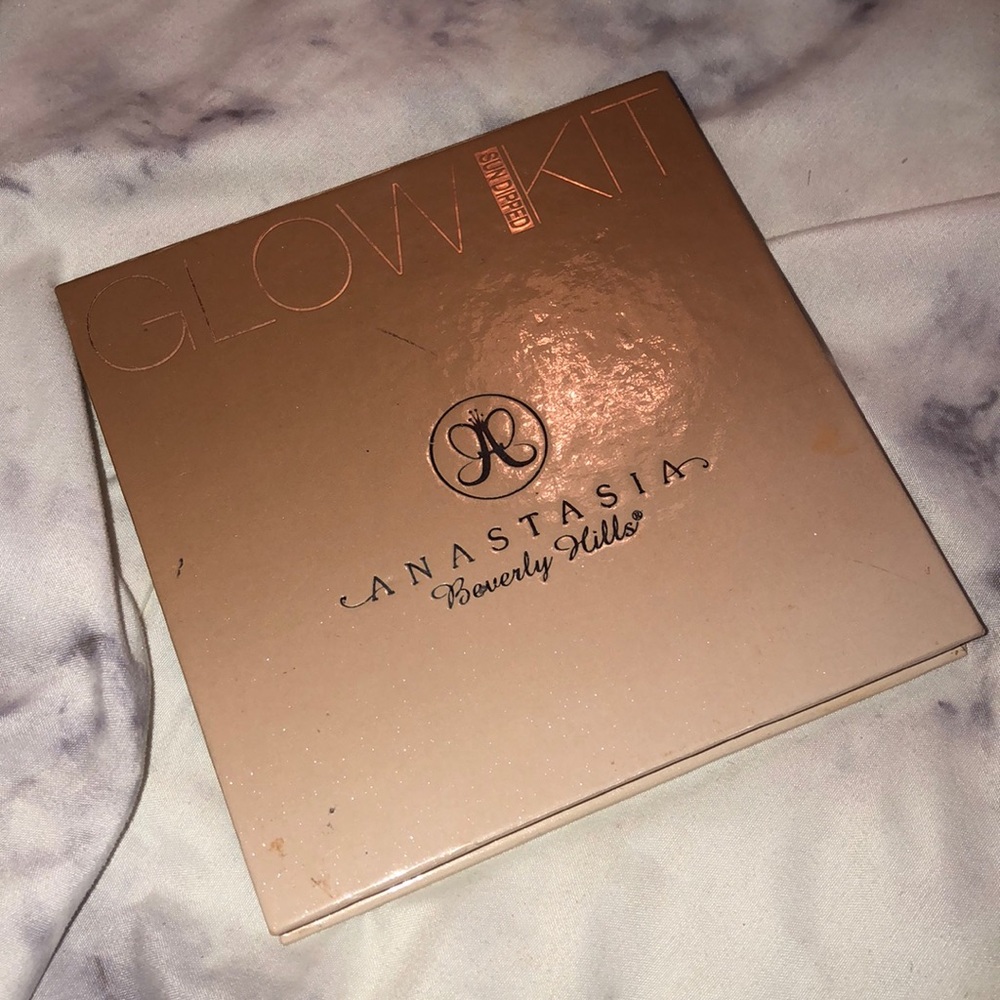 GLOW KIT
SUN DIPPED
A
ANASTASIA
Beverly Hills®